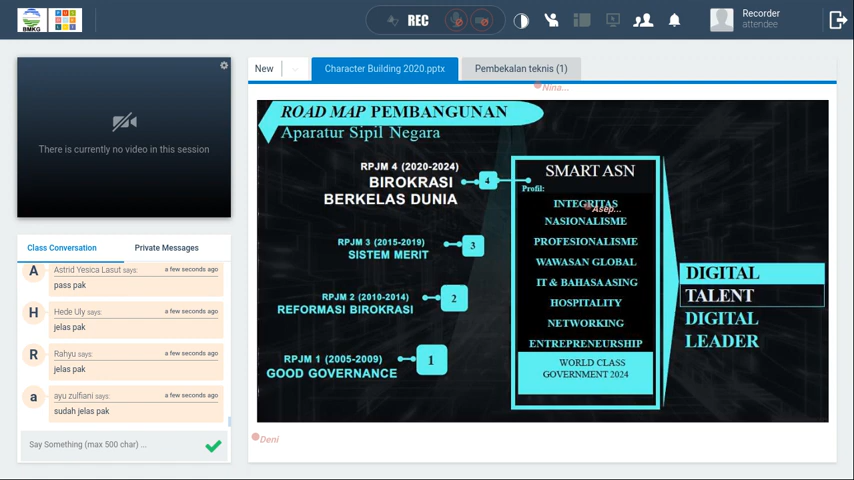 BMKG
REC
Recorder
attendee
There is currently no video in this session
Class Conversation Private Messages
A
Astrid Yesica Lasut says: a few seconds ago
pass pak
H
Hede Uly says: a few seconds ago
jelas pak
R
Rahyu says: a few seconds ago
jelas pak
a
ayu zulfiani says: a few seconds ago
sudah jelas pak
Say Something (max 500 char) ...
New Character Building 2020.pptx Pembekalan teknis (1)
Nina...
ROAD MAP PEMBANGUNAN
Aparatur Sipil Negara
RPJM 4 (2020-2024)
BIROKRASI
BERKELAS DUNIA
4
RPJM 3 (2015-2019)
SISTEM MERIT
3
RPJM 2 (2010-2014)
REFORMASI BIROKRASI
2
RPJM 1 (2005-2009)
GOOD GOVERNANCE
1
SMART ASN
Profil:
INTEGRITAS
Asep...
NASIONALISME
PROFESIONALISME
WAWASAN GLOBAL
IT & BAHASA ASING
HOSPITALITY
NETWORKING
ENTREPRENEURSHIP
WORLD CLASS
GOVERNMENT 2024
DIGITAL
TALENT
DIGITAL
LEADER
Deni